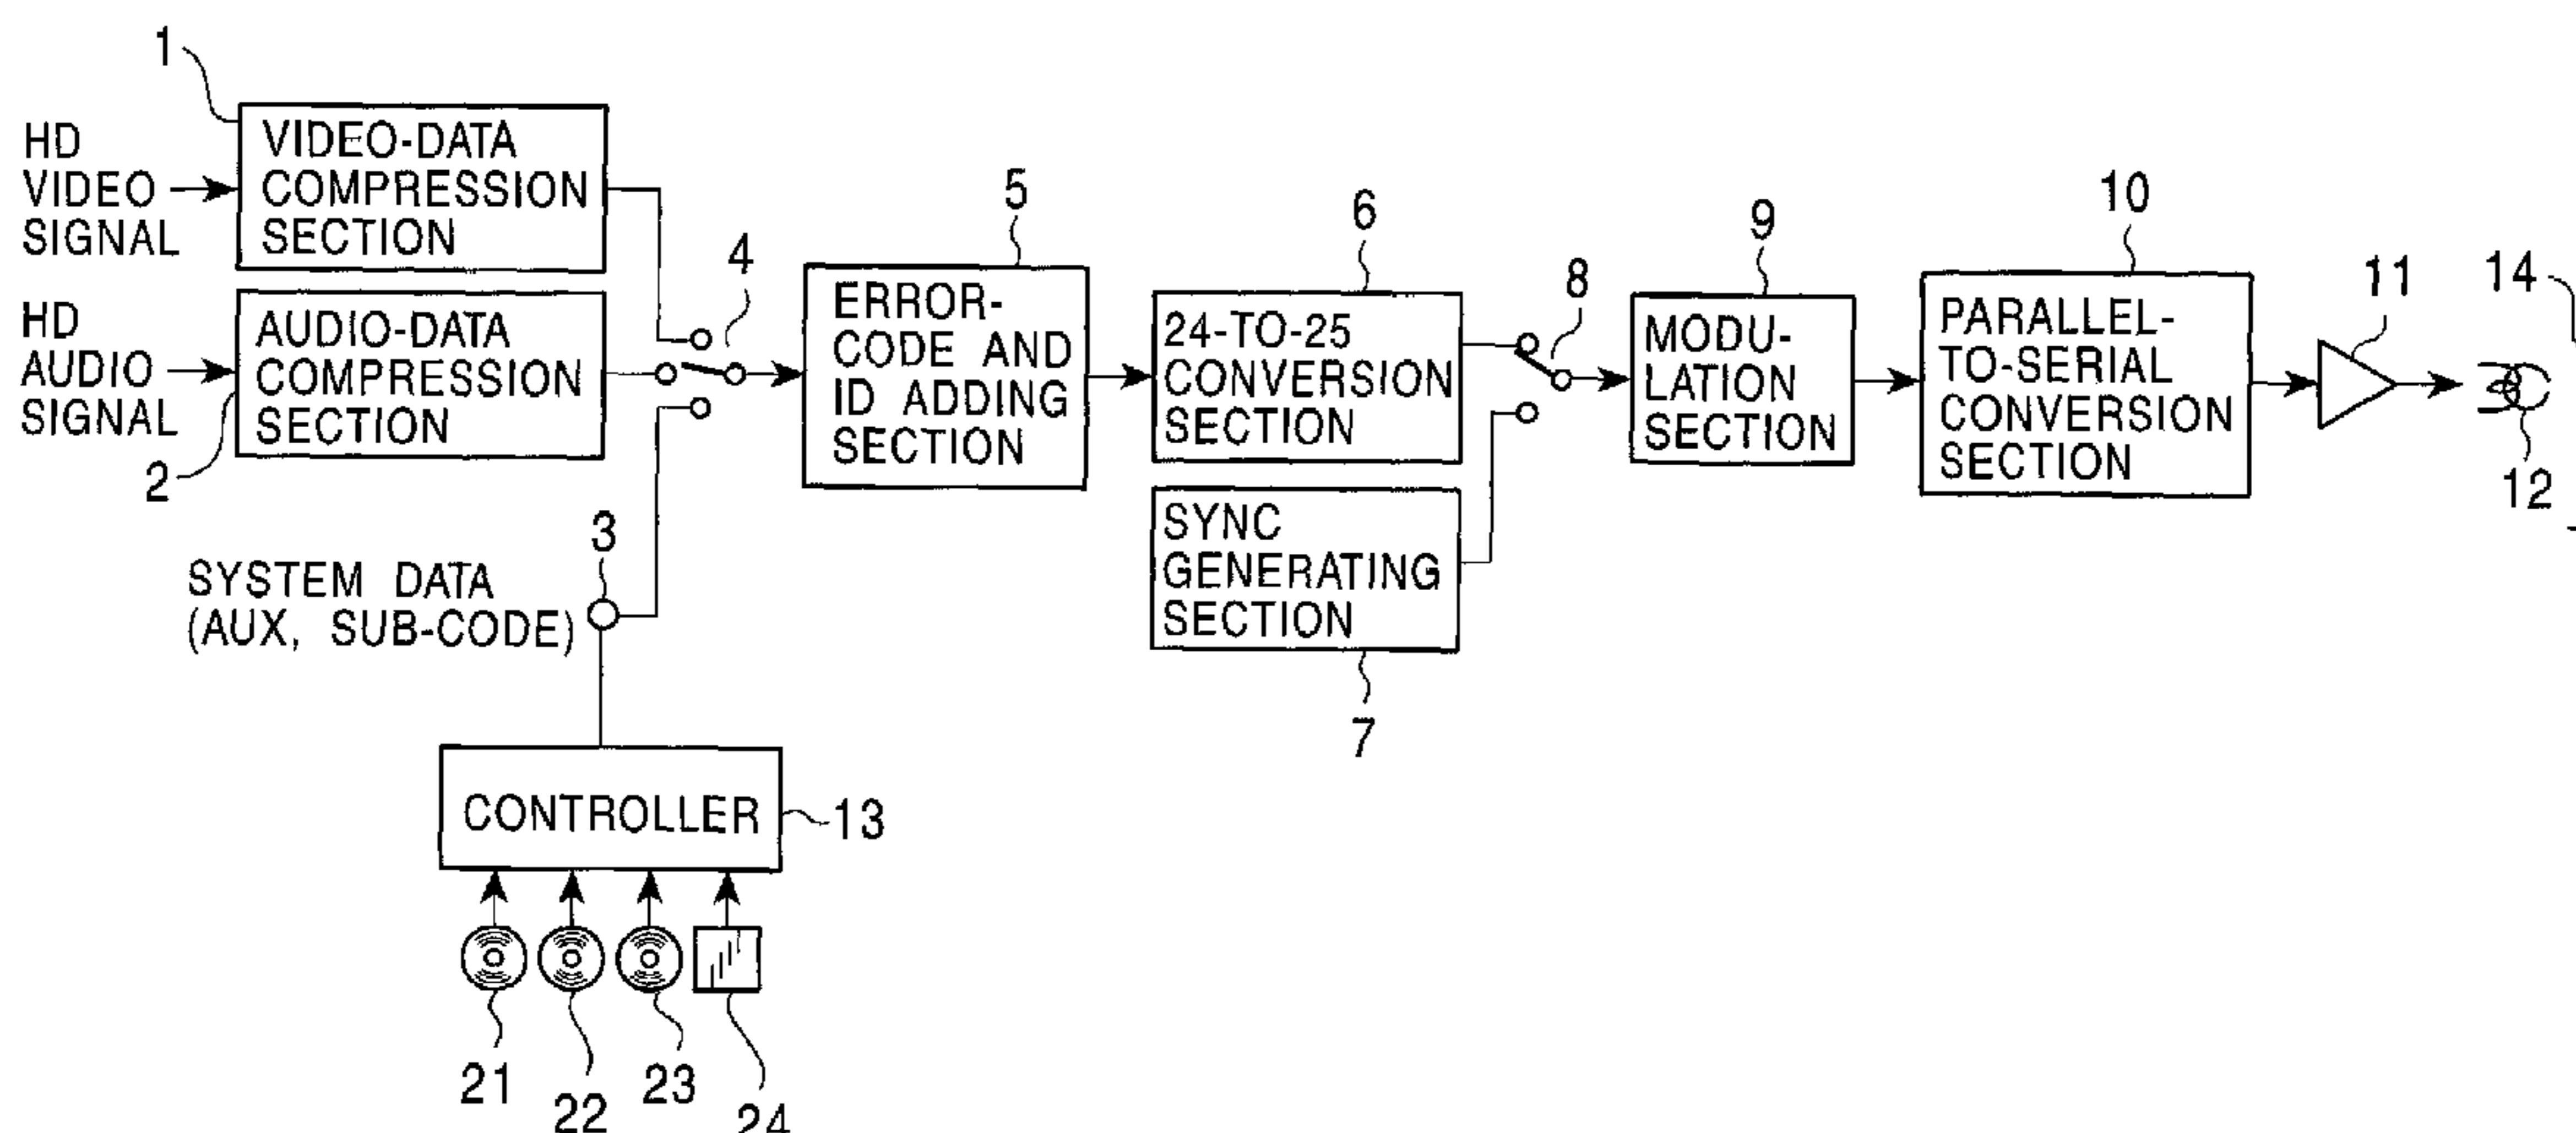 1
HD
VIDEO
SIGNAL
VIDEO-DATA
COMPRESSION
SECTION
HD
AUDIO
SIGNAL
AUDIO-DATA
COMPRESSION
SECTION
2
SYSTEM DATA
(AUX, SUB-CODE)
3
4
5
ERROR-
CODE AND
ID ADDING
SECTION
6
24-TO-25
CONVERSION
SECTION
SYNC
GENERATING
SECTION
7
8
9
MODU-
LATION
SECTION
10
PARALLEL-
TO-SERIAL
CONVERSION
SECTION
11
14
12
CONTROLLER
13
21
22
23
24